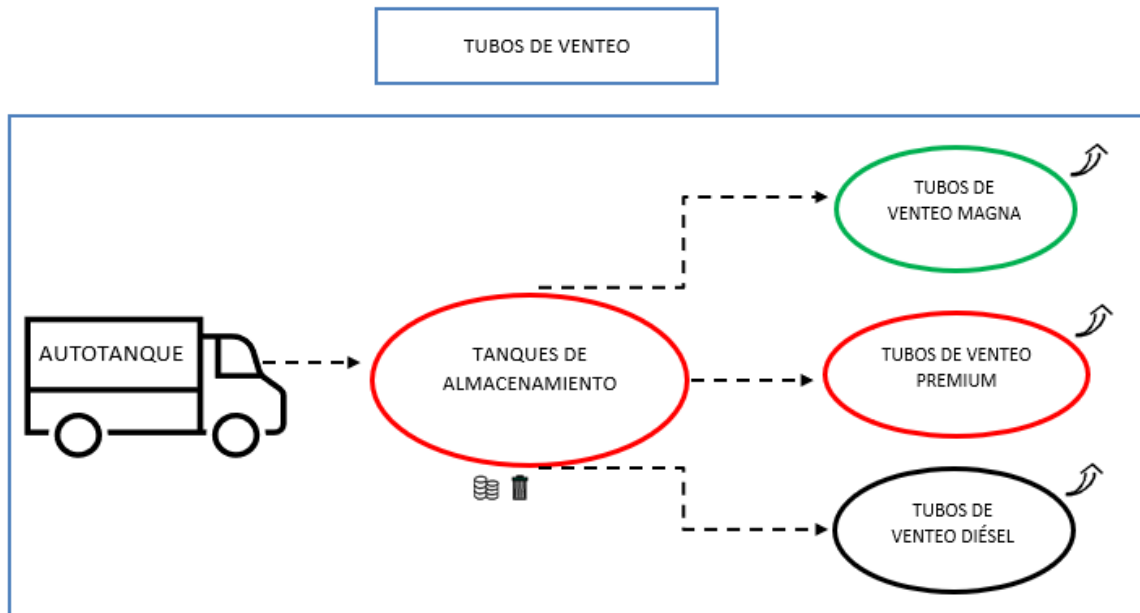 TUBOS DE VENTEO
TUBOS DE
VENTEO MAGNA
AUTOTANQUE
TANQUES DE
ALMACENAMIENTO
TUBOS DE VENTEO
PREMIUM
TUBOS DE
VENTEO DIÉSEL